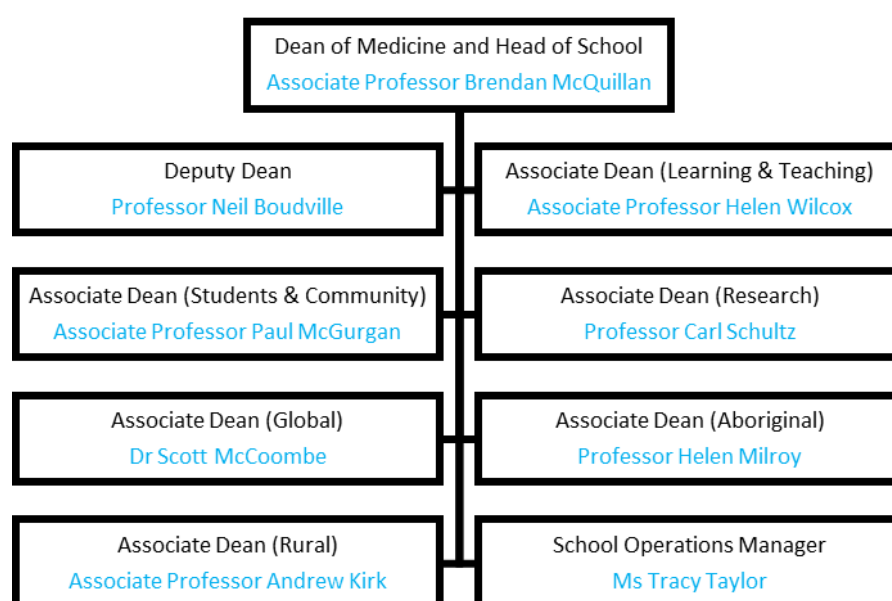 Dean of Medicine and Head of School
Associate Professor Brendan McQuillan
Deputy Dean
Professor Neil Boudville
Associate Dean (Learning & Teaching)
Associate Professor Helen Wilcox
Associate Dean (Students & Community)
Associate Professor Paul McGurgan
Associate Dean (Research)
Professor Carl Schultz
Associate Dean (Global)
Dr Scott McCoombe
Associate Dean (Aboriginal)
Professor Helen Milroy
Associate Dean (Rural)
Associate Professor Andrew Kirk
School Operations Manager
Ms Tracy Taylor